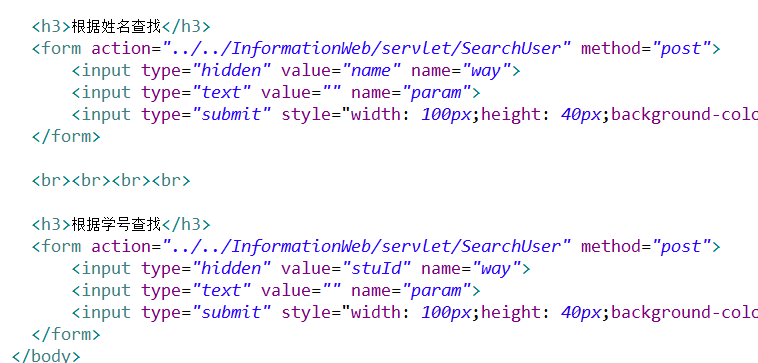 <h3>根据姓名查找</h3>
<form action="../../InformationWeb/servlet/SearchUser" method="post">
<input type="hidden" value="name" name="way">
<input type="text" value="" name="param">
<input type="submit" style="width: 100px;height: 40px;background-colo
</form>
<br><br><br><br>
<h3>根据学号查找</h3>
<form action="../../InformationWeb/servlet/SearchUser" method="post">
<input type="hidden" value="stuId" name="way">
<input type="text" value="" name="param">
<input type="submit" style="width: 100px;height: 40px;background-colo
</form>
</body>